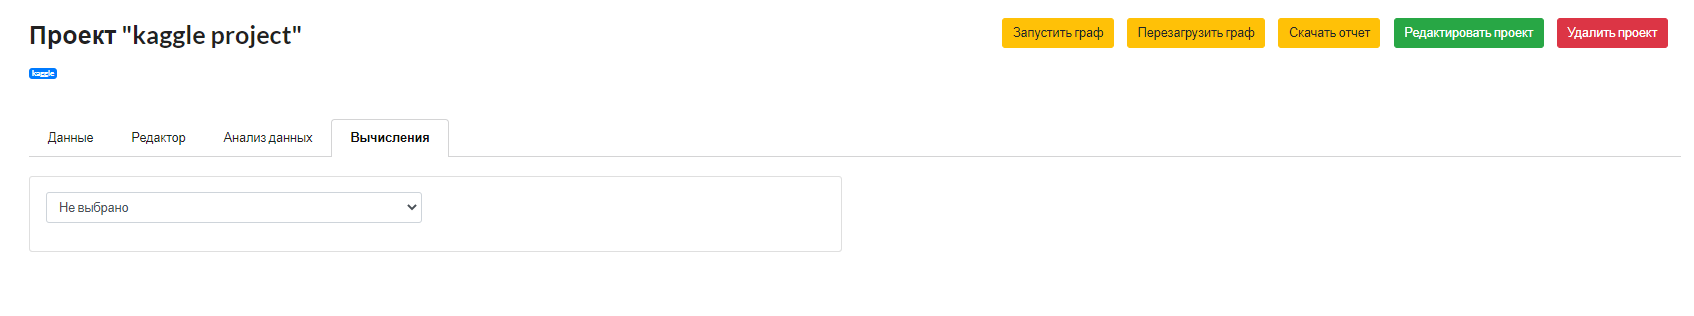 Проект "kaggle project"
Запустить граф Перезагрузить граф Скачать отчет Редактировать проект Удалить проект
kaggle
Данные Редактор Анализ данных Вычисления
Не выбрано